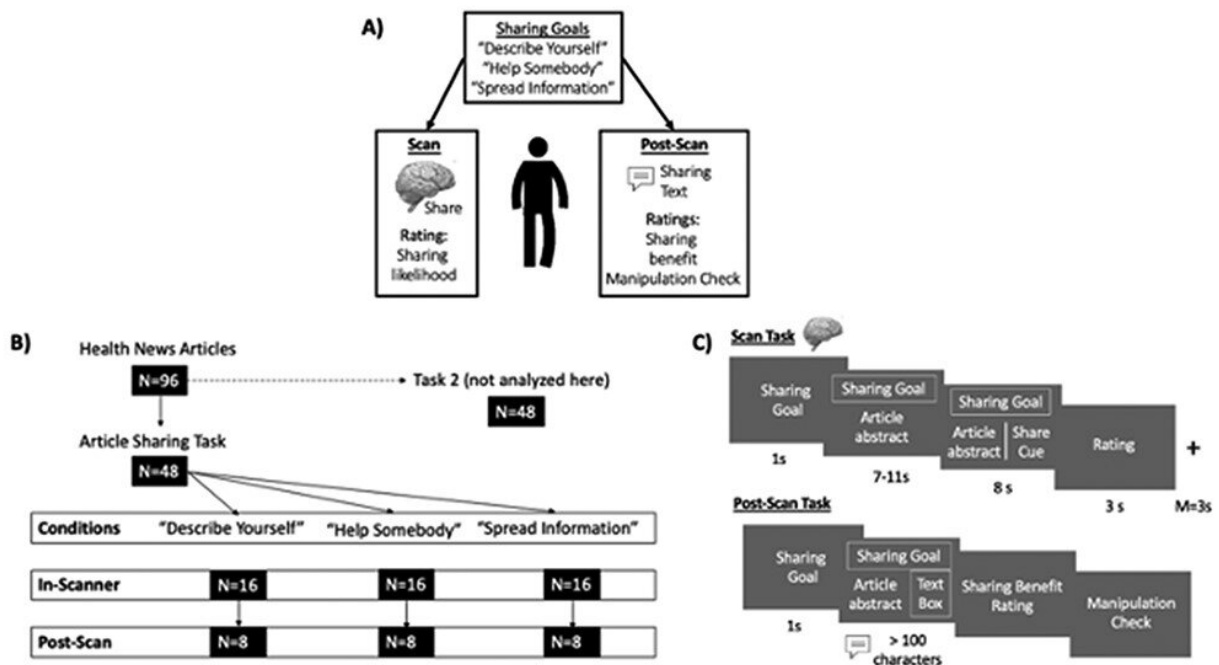 A)
Sharing Goals
"Describe Yourself"
"Help Somebody"
"Spread Information"
Scan
Share
Rating:
Sharing
likelihood
Post-Scan
Sharing
Text
Ratings:
Sharing
benefit
Manipulation Check
B)
Health News Articles
N=96
Task 2 (not analyzed here)
N=48
Article Sharing Task
N=48
Conditions "Describe Yourself" "Help Somebody" "Spread Information"
In-Scanner N=16 N=16 N=16
Post-Scan N=8 N=8 N=8
C)
Scan Task
Sharing
Goal
1s
Sharing Goal
Article
abstract
7-11s
Sharing Goal
Article
abstract
Share
Cue
8 s
Rating
3 s
+
M=3s
Post-Scan Task
Sharing
Goal
1s
Sharing Goal
Article
abstract
Text
Box
> 100
characters
Sharing Benefit
Rating
Manipulation
Check